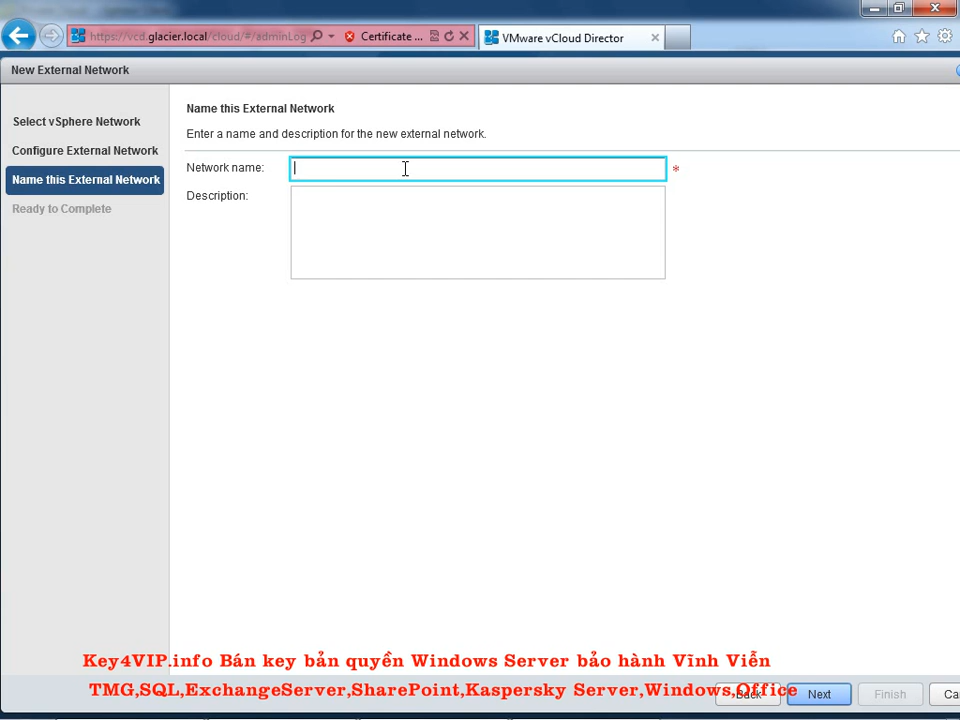 https://vcd.glacier.local/cloud/#/adminLog
Certificate ...
VMware vCloud Director
New External Network
Select vSphere Network
Configure External Network
Name this External Network
Ready to Complete
Name this External Network
Enter a name and description for the new external network.
Network name:
*
Description:
Key4VIP.info Bán key bản quyền Windows Server bảo hành Vĩnh Viễn
TMG,SQL,ExchangeServer,SharePoint,Kaspersky Server,Windows,Office
Back
Next
Finish
Ca